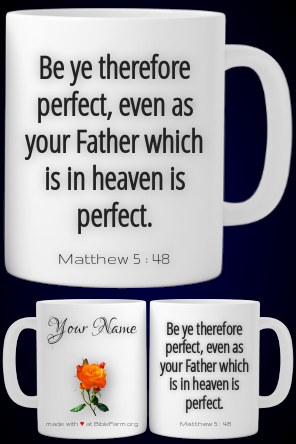 Be ye therefore
perfect, even as
your Father which
is in heaven is
perfect.
Matthew 5 : 48
Your Name
made with ♥ at BibleFarm.org
Be ye therefore
perfect, even as
your Father which
is in heaven is
perfect.
Matthew 5 : 48